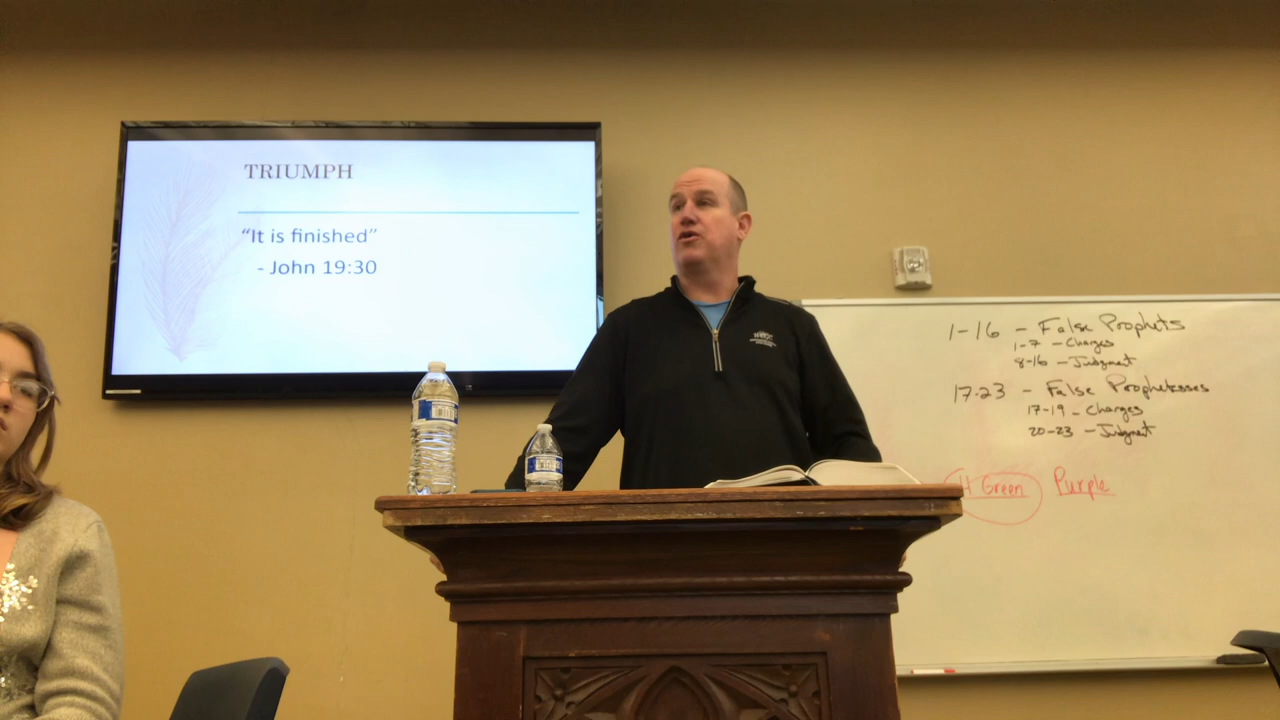 TRIUMPH
“It is finished”
- John 19:30
1-16 - False Prophets
1-7 - Charges
8-16 - Judgment
17-23 - False Prophetesses
17-19 - Charges
20-23 - Judgment
Green Purple